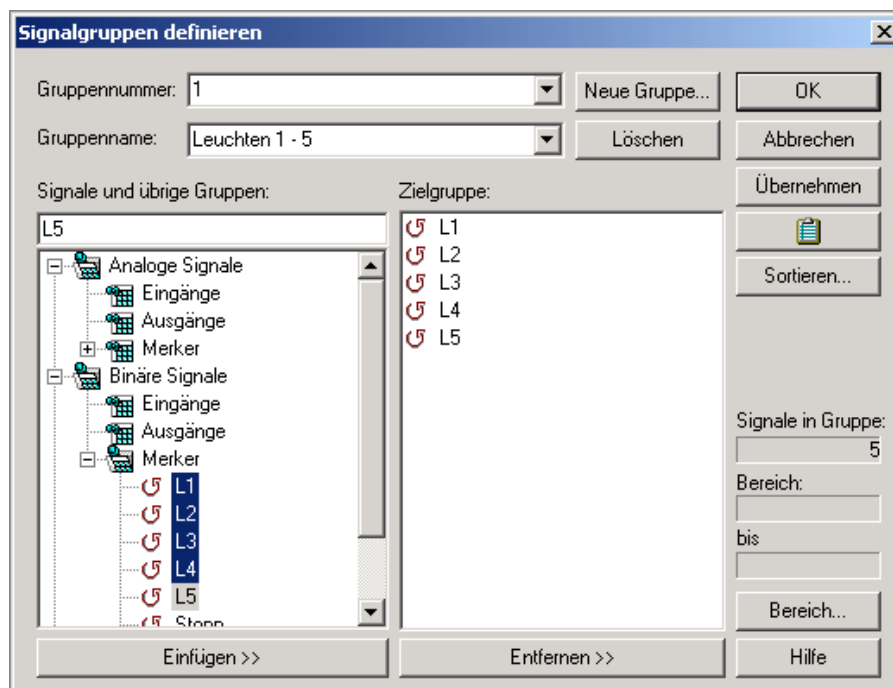 Signalgruppen definieren
Gruppennummer: 1 Neue Gruppe... OK
Gruppenname: Leuchten 1 - 5 Löschen Abbrechen
Signale und übrige Gruppen: Zielgruppe: Übernehmen
L5
Analoge Signale
Eingänge
Ausgänge
Merker
Binäre Signale
Eingänge
Ausgänge
Merker
L1
L2
L3
L4
L5
Stopp
L1
L2
L3
L4
L5
Sortieren...
Signale in Gruppe:
5
Bereich:
bis
Bereich...
Einfügen >> Entfernen >> Hilfe